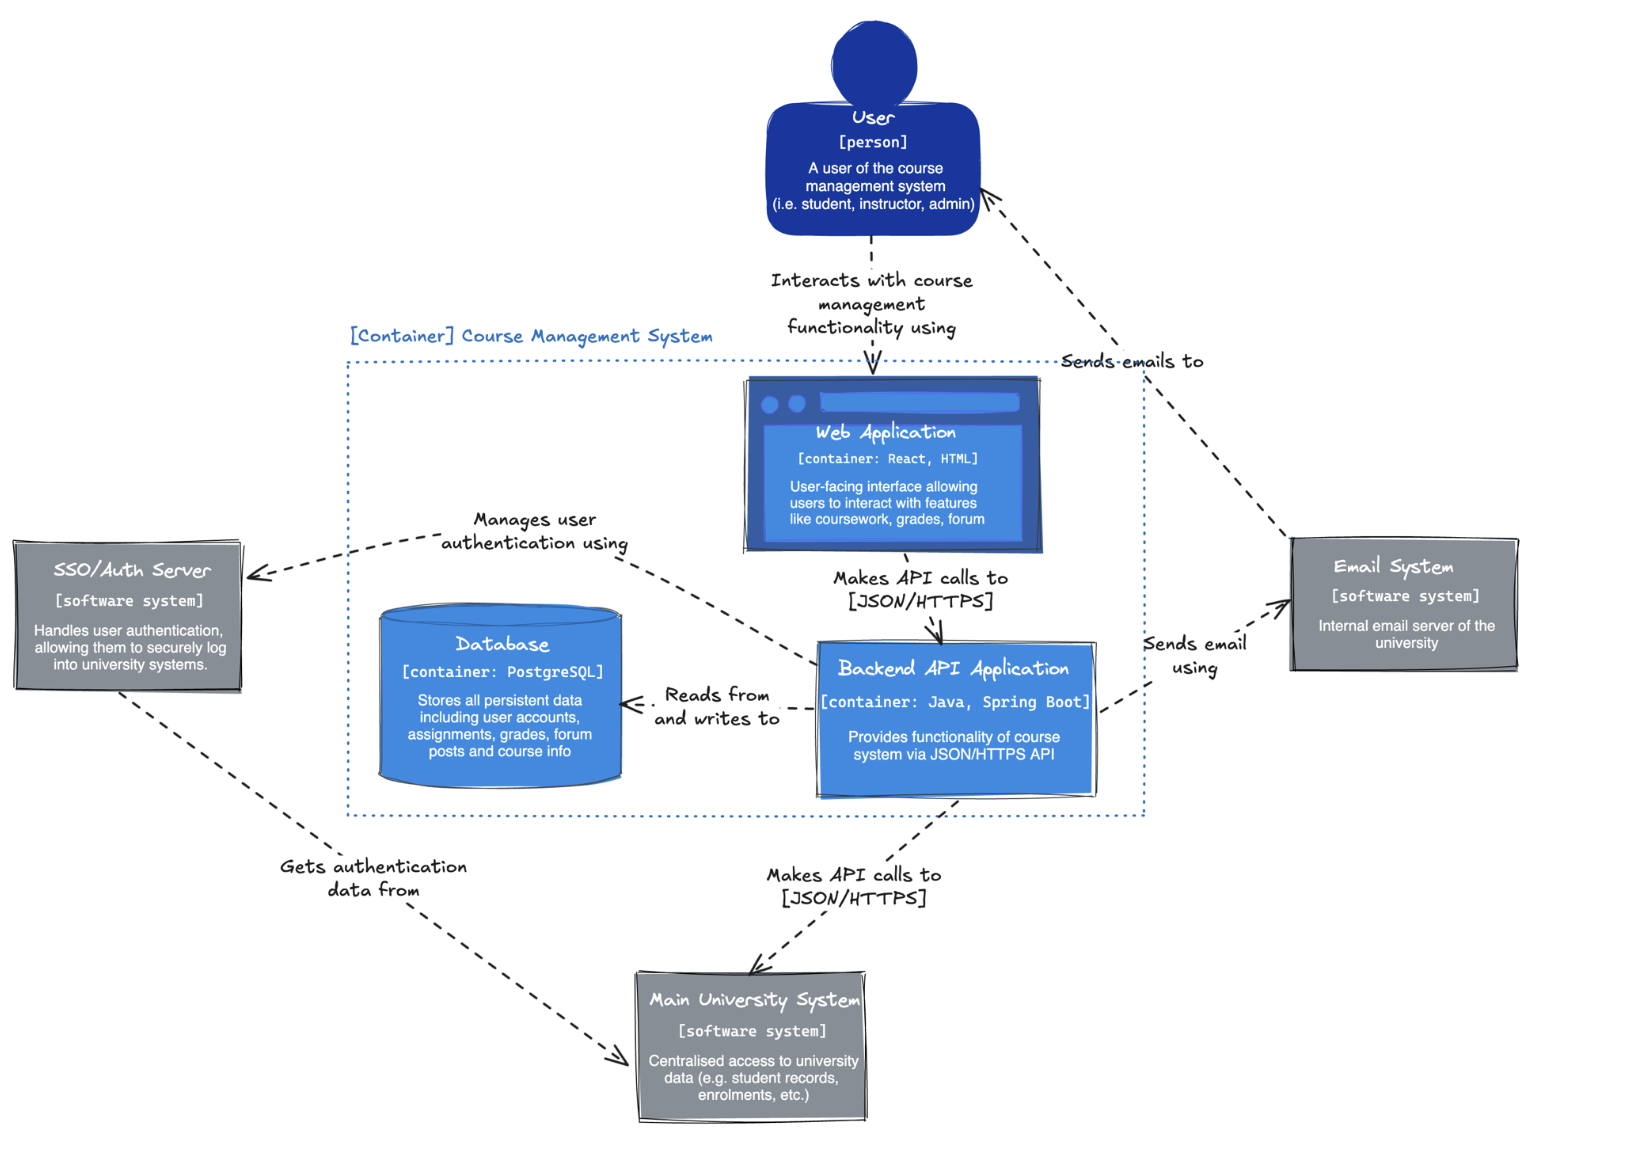 User
[person]
A user of the course
management system
(i.e. student, instructor, admin)
Interacts with course
management
functionality using
[Container] Course Management System
Sends emails to
Web Application
[container: React, HTML]
User-facing interface allowing
users to interact with features
like coursework, grades, forum
Manages user
authentication using
Makes API calls to
[JSON/HTTPS]
SSO/Auth Server
[software system]
Handles user authentication,
allowing them to securely log
into university systems.
Database
[container: PostgreSQL]
Stores all persistent data
including user accounts,
assignments, grades, forum
posts and course info
Reads from
and writes to
Backend API Application
[container: Java, Spring Boot]
Provides functionality of course
system via JSON/HTTPS API
Sends email
using
Email System
[software system]
Internal email server of the
university
Gets authentication
data from
Makes API calls to
[JSON/HTTPS]
Main University System
[software system]
Centralised access to university
data (e.g. student records,
enrolments, etc.)